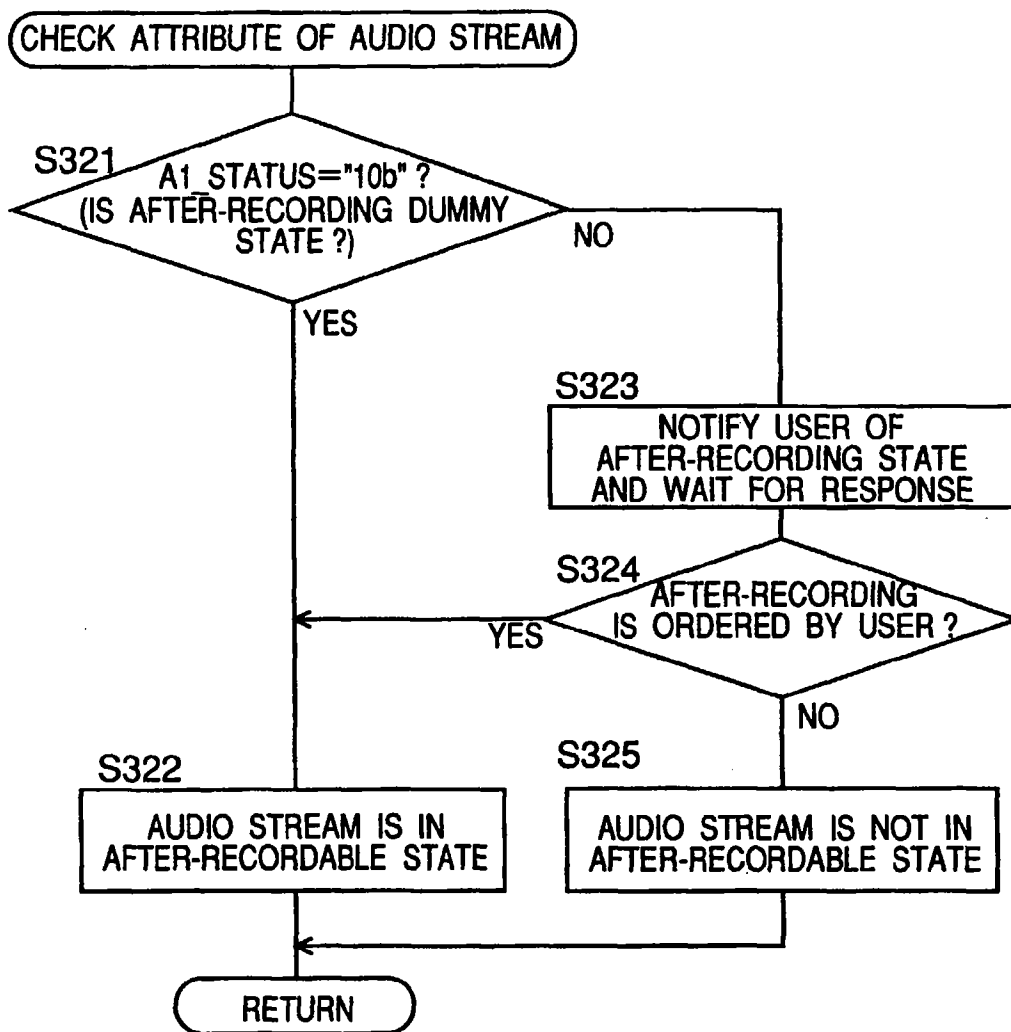 CHECK ATTRIBUTE OF AUDIO STREAM
S321
A1_STATUS="10b" ?
(IS AFTER-RECORDING DUMMY
STATE ?)
NO
YES
S323
NOTIFY USER OF
AFTER-RECORDING STATE
AND WAIT FOR RESPONSE
S324
AFTER-RECORDING
IS ORDERED BY USER ?
YES
NO
S322
AUDIO STREAM IS IN
AFTER-RECORDABLE STATE
S325
AUDIO STREAM IS NOT IN
AFTER-RECORDABLE STATE
RETURN